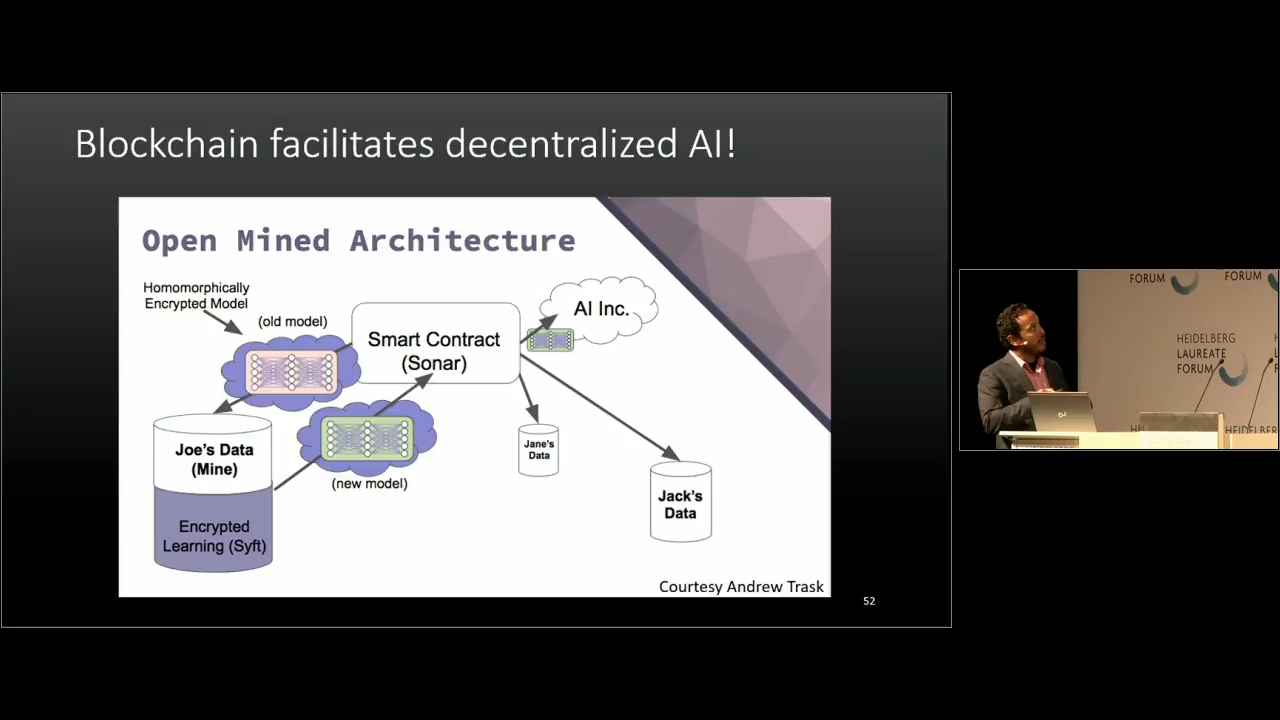 Blockchain facilitates decentralized AI!
Open Mined Architecture
Homomorphically
Encrypted Model
(old model)
Smart Contract
(Sonar)
AI Inc.
Joe's Data
(Mine)
Encrypted
Learning (Syft)
(new model)
Jane's
Data
Jack's
Data
Courtesy Andrew Trask
52
FORUM
FORUM
HEIDELBERG
LAUREATE
FORUM
HEIDELBERG